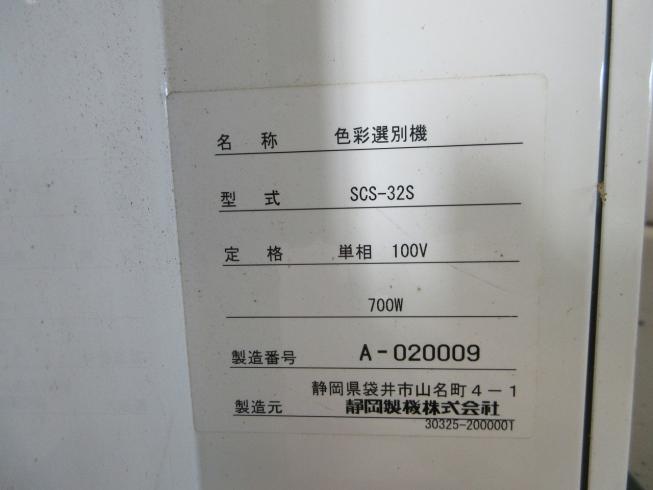 名 称 色彩選別機
型 式 SCS-32S
定 格 単相 100V
700W
製造番号 A-020009
静岡県袋井市山名町4-1
製造元 静岡製機株式会社
30325-2000001